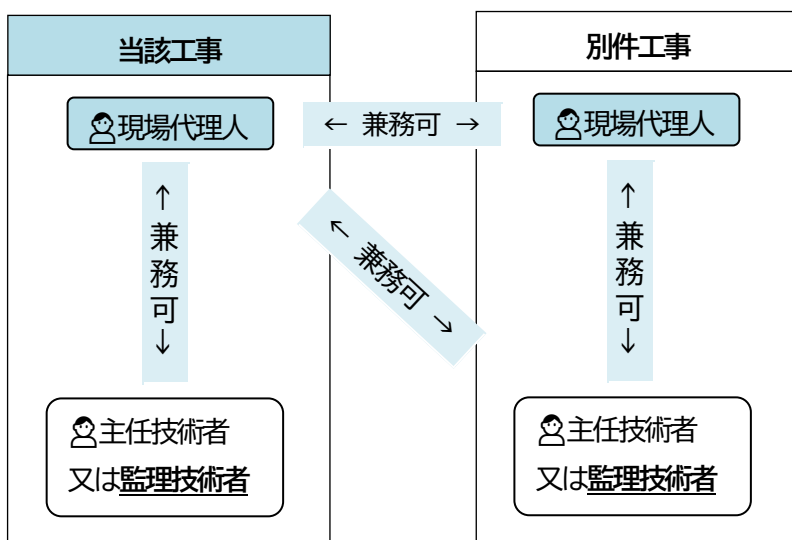 当該工事
別件工事
現場代理人
← 兼務可 →
現場代理人
↑兼務可↓
← 兼務可 →
↑兼務可↓
主任技術者
又は監理技術者
主任技術者
又は監理技術者